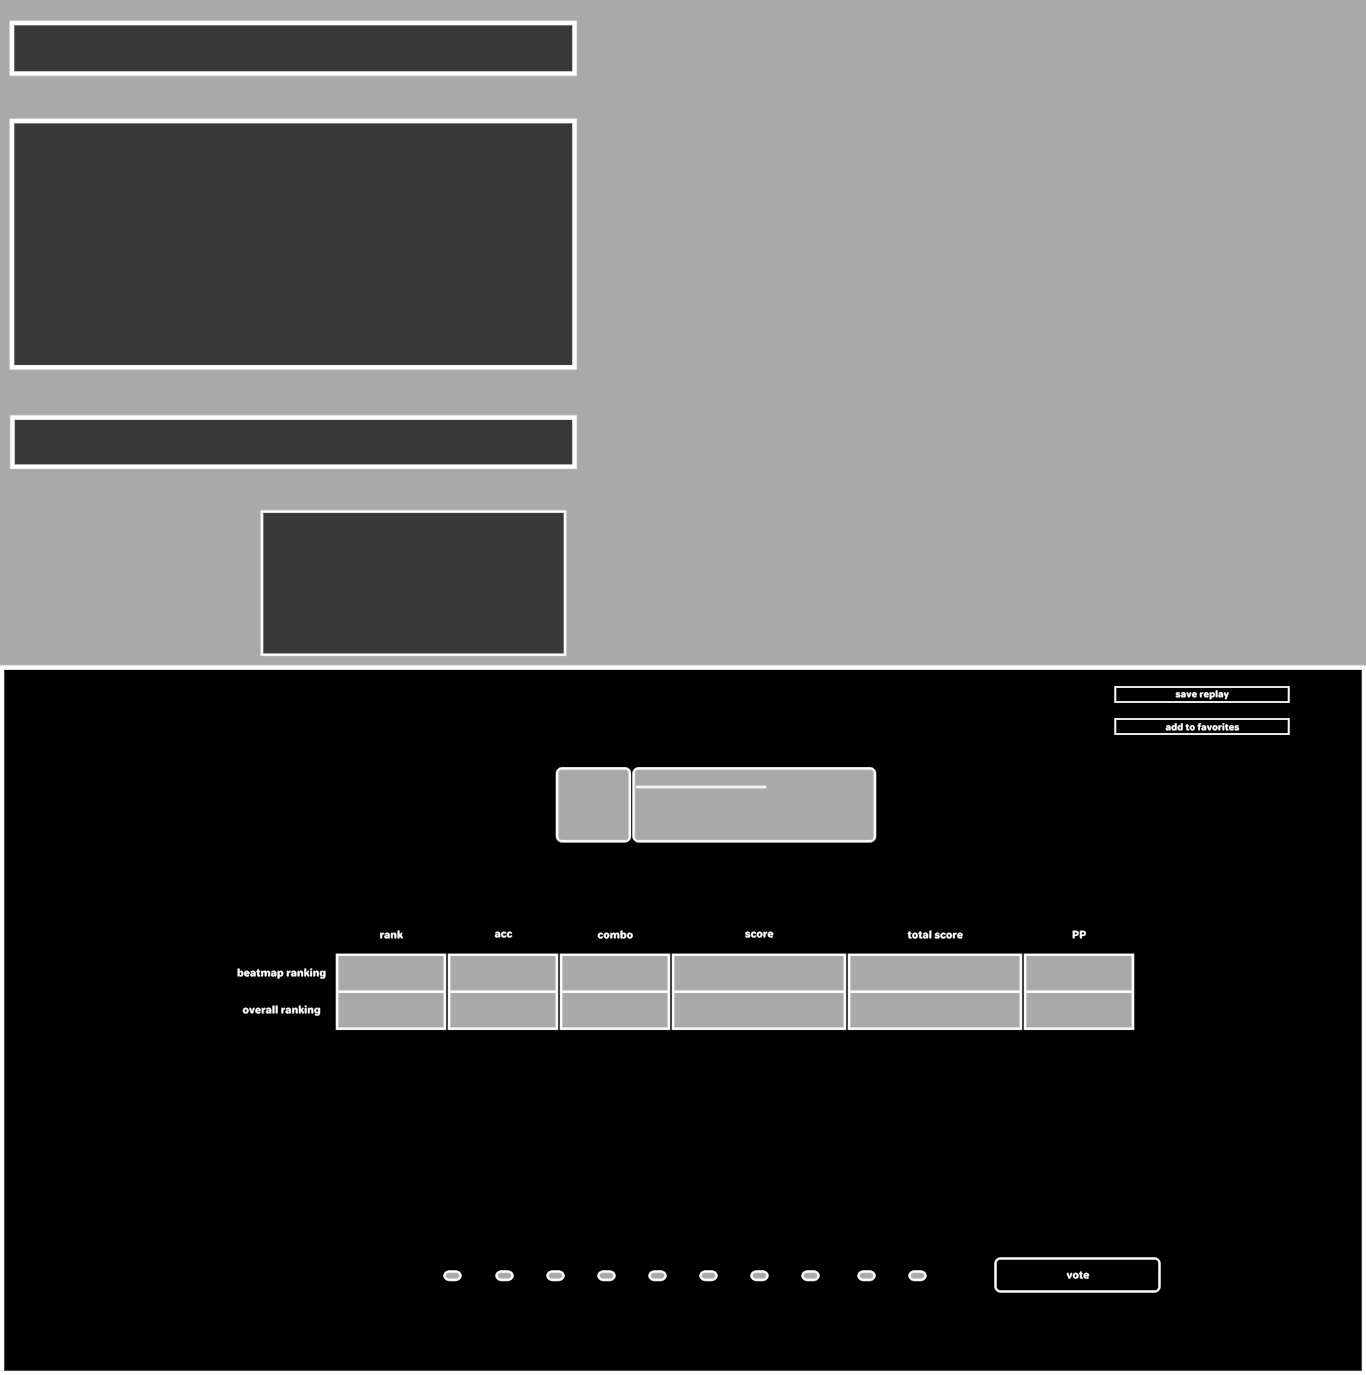 save replay
add to favorites
rank acc combo score total score PP
beatmap ranking
overall ranking
vote